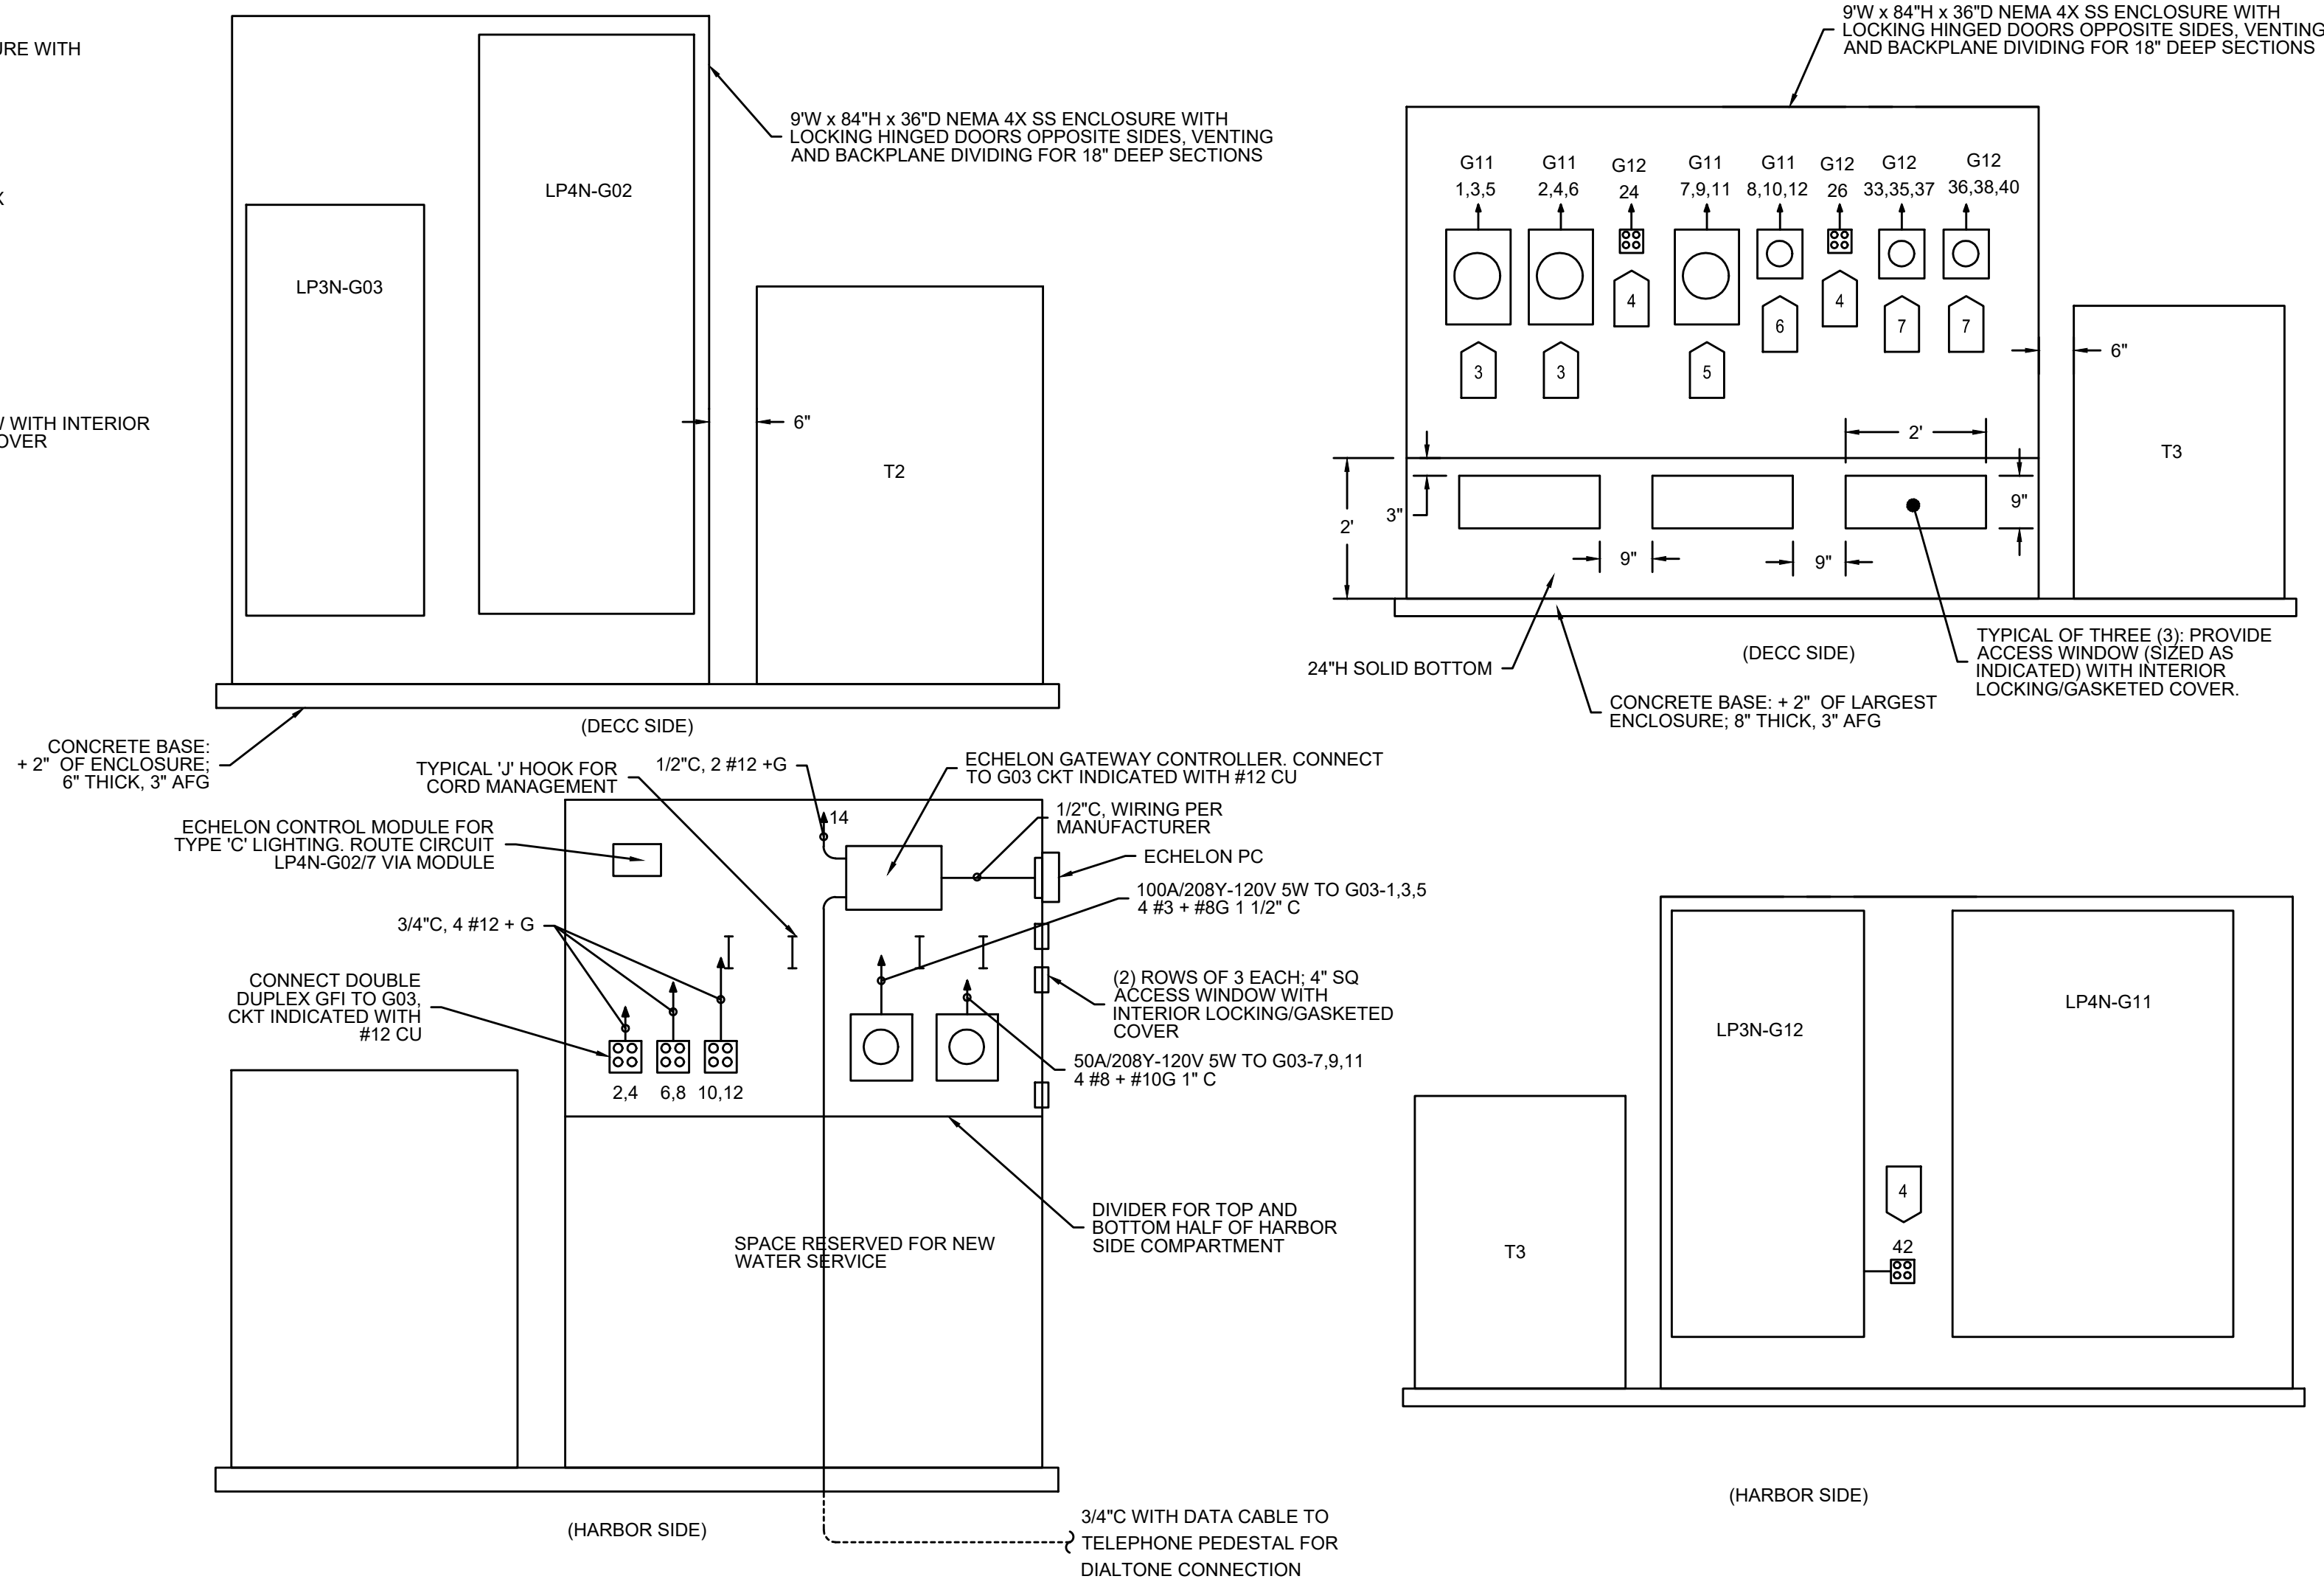 URE WITH
X
W WITH INTERIOR
OVER
9'W x 84"H x 36"D NEMA 4X SS ENCLOSURE WITH
LOCKING HINGED DOORS OPPOSITE SIDES, VENTING
AND BACKPLANE DIVIDING FOR 18" DEEP SECTIONS
LP4N-G02
LP3N-G03
6"
T2
(DECC SIDE)
CONCRETE BASE:
+ 2" OF ENCLOSURE;
6" THICK, 3" AFG
9'W x 84"H x 36"D NEMA 4X SS ENCLOSURE WITH
LOCKING HINGED DOORS OPPOSITE SIDES, VENTING
AND BACKPLANE DIVIDING FOR 18" DEEP SECTIONS
G11 G11 G12 G11 G11 G12 G12 G12
1,3,5 2,4,6 24 7,9,11 8,10,12 26 33,35,37 36,38,40
4 4
6 7 7
3 3 5
6"
2'
T3
3"
9"
2'
9" 9"
24"H SOLID BOTTOM
(DECC SIDE)
TYPICAL OF THREE (3): PROVIDE
ACCESS WINDOW (SIZED AS
INDICATED) WITH INTERIOR
LOCKING/GASKETED COVER.
CONCRETE BASE: + 2" OF LARGEST
ENCLOSURE; 8" THICK, 3" AFG
TYPICAL 'J' HOOK FOR
CORD MANAGEMENT
1/2"C, 2 #12 +G
ECHELON GATEWAY CONTROLLER. CONNECT
TO G03 CKT INDICATED WITH #12 CU
14
1/2"C, WIRING PER
MANUFACTURER
ECHELON CONTROL MODULE FOR
TYPE 'C' LIGHTING. ROUTE CIRCUIT
LP4N-G02/7 VIA MODULE
ECHELON PC
100A/208Y-120V 5W TO G03-1,3,5
4 #3 + #8G 1 1/2" C
3/4"C, 4 #12 + G
CONNECT DOUBLE
DUPLEX GFI TO G03,
CKT INDICATED WITH
#12 CU
(2) ROWS OF 3 EACH; 4" SQ
ACCESS WINDOW WITH
INTERIOR LOCKING/GASKETED
COVER
50A/208Y-120V 5W TO G03-7,9,11
4 #8 + #10G 1" C
2,4 6,8 10,12
DIVIDER FOR TOP AND
BOTTOM HALF OF HARBOR
SIDE COMPARTMENT
SPACE RESERVED FOR NEW
WATER SERVICE
(HARBOR SIDE)
3/4"C WITH DATA CABLE TO
TELEPHONE PEDESTAL FOR
DIALTONE CONNECTION
LP3N-G12
LP4N-G11
4
42
T3
(HARBOR SIDE)